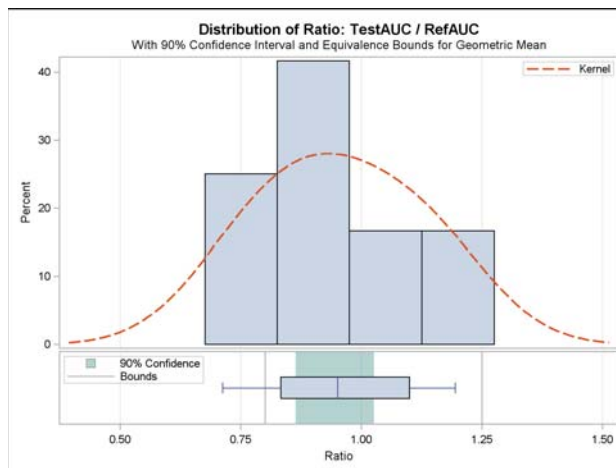 Distribution of Ratio: TestAUC / RefAUC
With 90% Confidence Interval and Equivalence Bounds for Geometric Mean
Kernel
Percent
40
30
20
10
0
90% Confidence
Bounds
0.50 0.75 1.00 1.25 1.50
Ratio